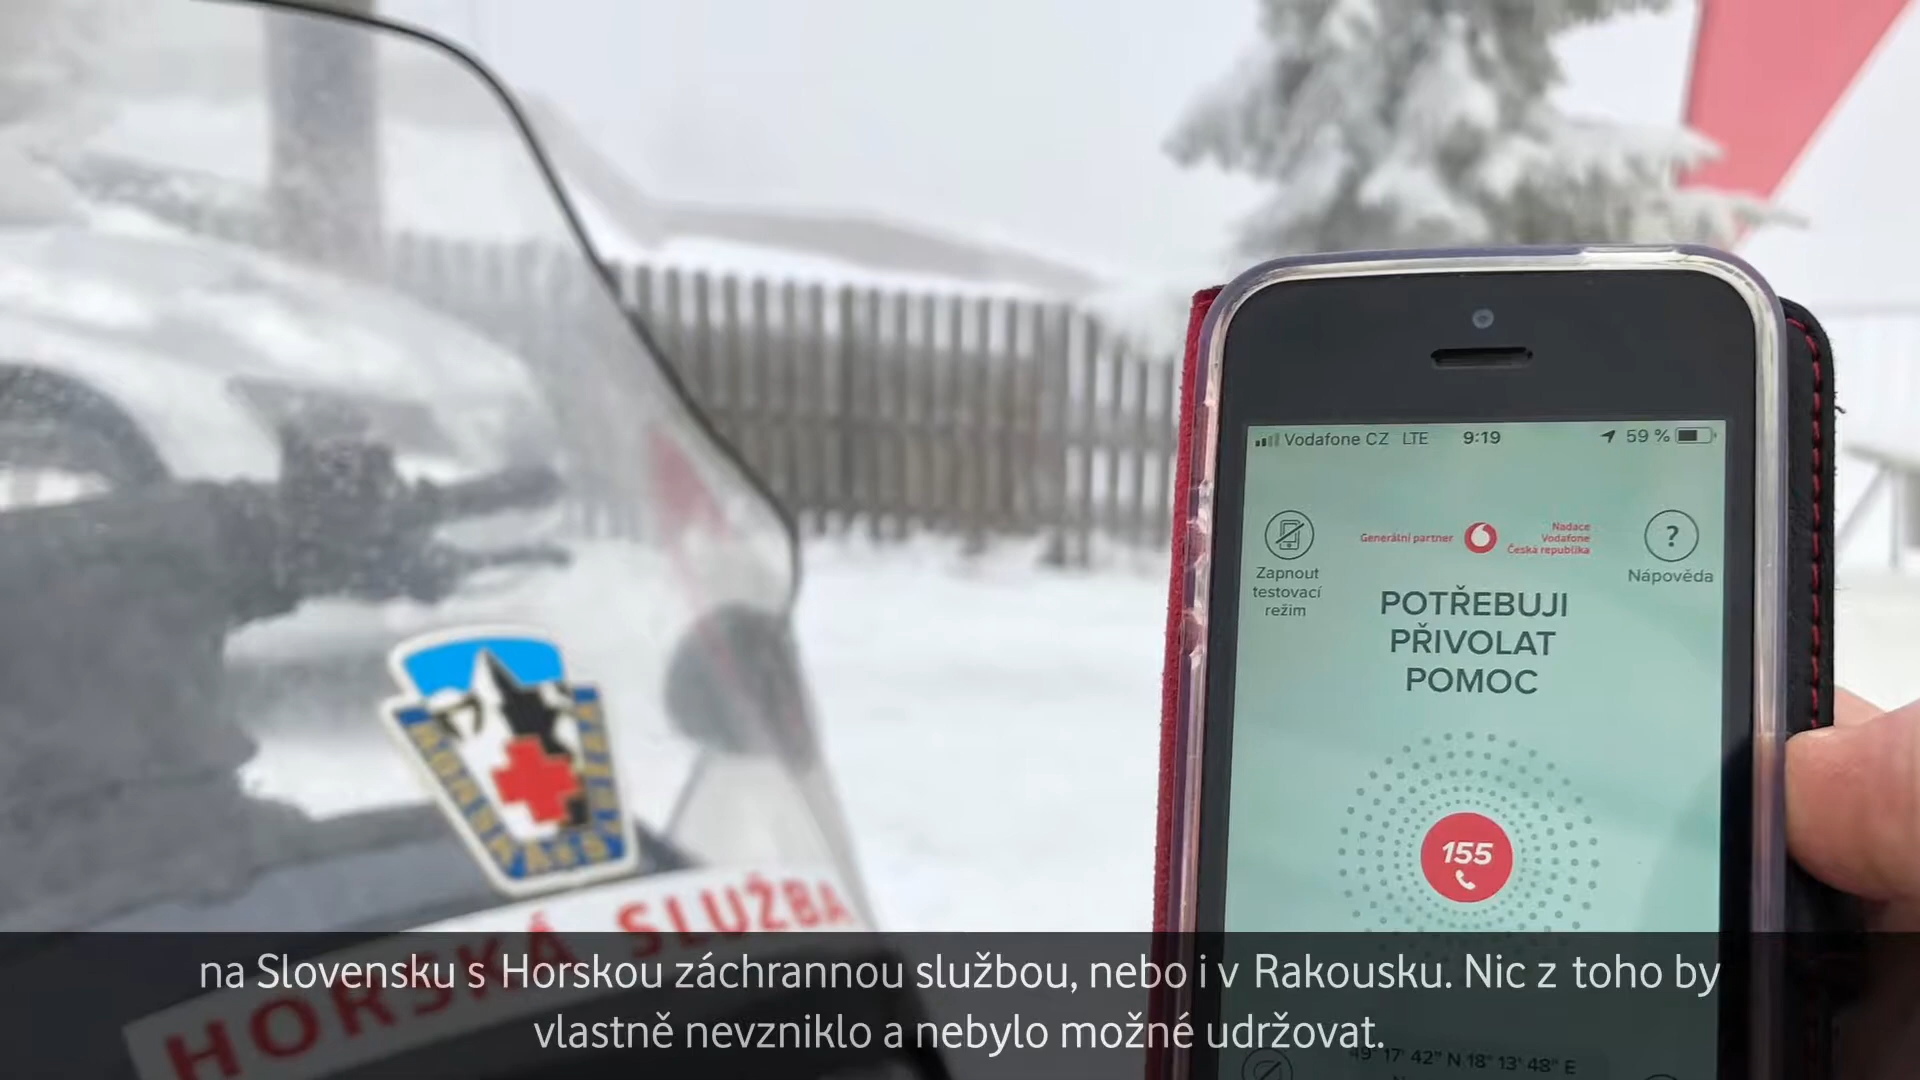 Vodafone CZ LTE 9:19 59 %
Generální partner
Nadace
Vodafone
Česká republika
?
Zapnout
testovací
režim
Nápověda
POTŘEBUJI
PŘIVOLAT
POMOC
155
HORSKÁ SLUŽBA
HORSKÁ SLUŽBA
na Slovensku s Horskou záchrannou službou, nebo i v Rakousku. Nic z toho by
vlastně nevzniklo a nebylo možné udržovat.
49° 17' 42" N 18° 13' 48" E